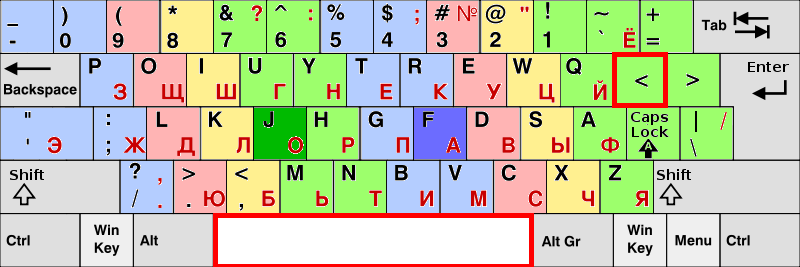 _ - ) 0 ( 9 * 8 & ? 7 ^ : 6 % 5 $ ; 4 # № 3 @ " 2 ! 1 ~ ` Ё + = Tab
Backspace P З O Щ I Ш U Г Y Н T Е R К E У W Ц Q Й < > Enter
" ' Э : ; Ж L Д K Л J О H Р G П F А D В S Ы A Ф Caps Lock A | / \
Shift ? , / . > . Ю < , Б M Ь N Т B И V М C С X Ч Z Я Shift
Ctrl Win Key Alt Alt Gr Win Key Menu Ctrl